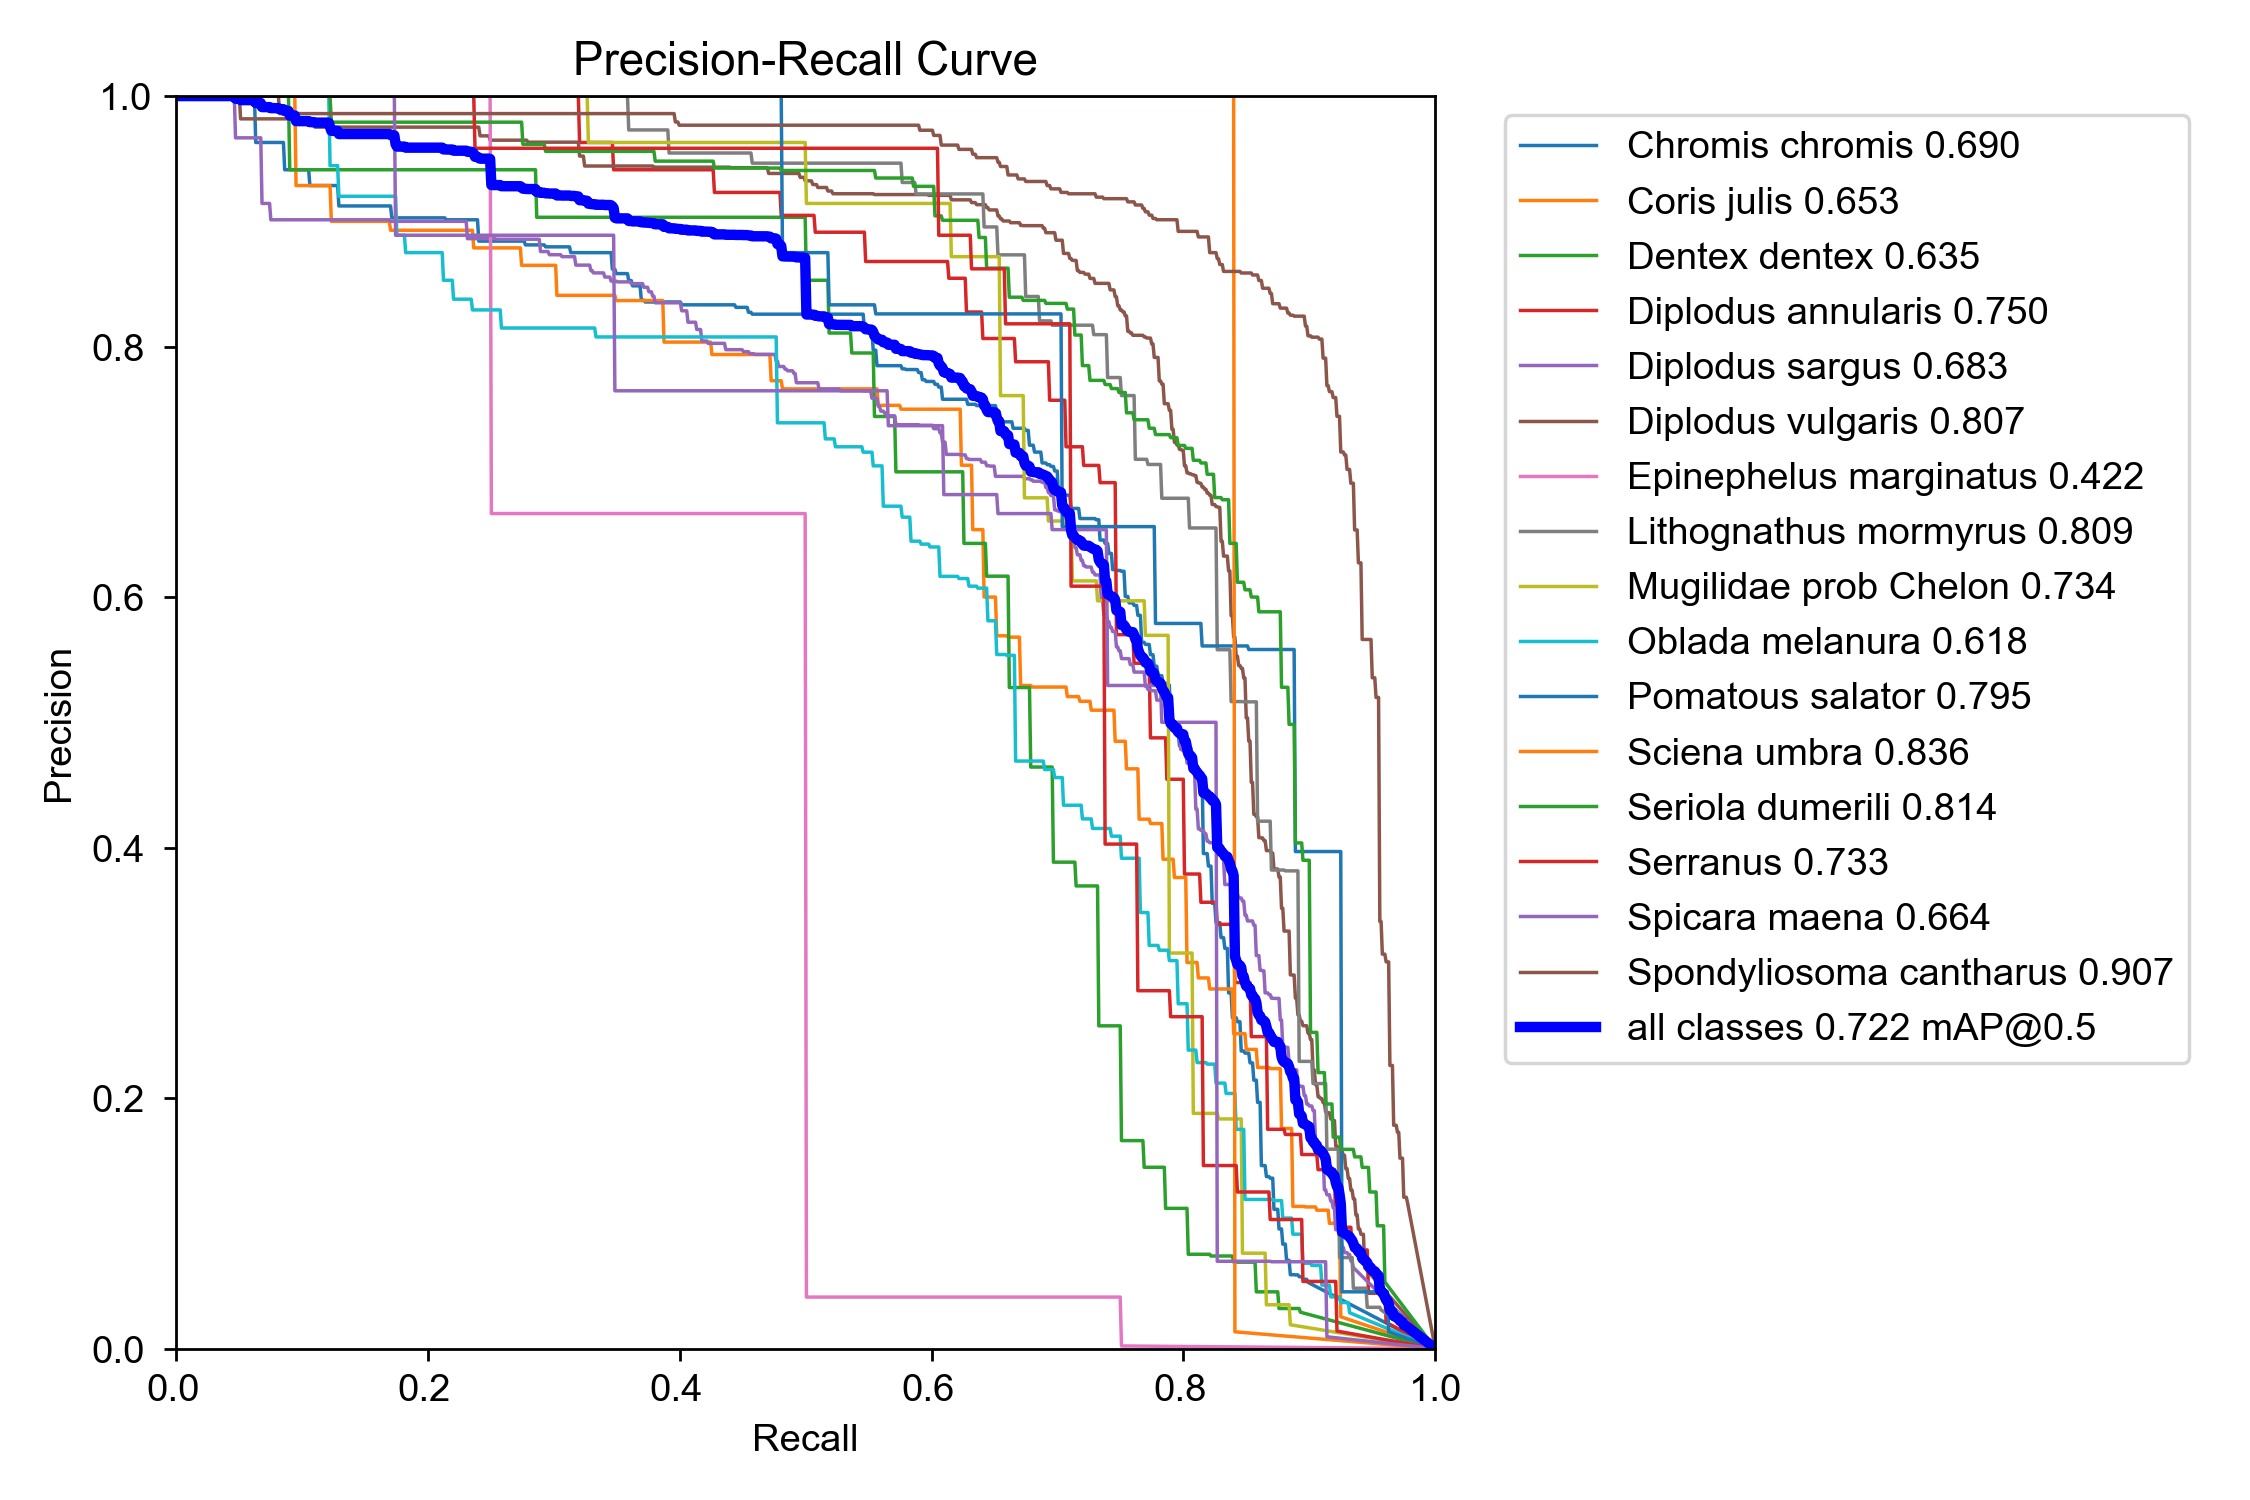 Precision-Recall Curve
1.0
0.8
0.6
0.4
0.2
0.0
Precision
0.0 0.2 0.4 0.6 0.8 1.0
Recall
Chromis chromis 0.690
Coris julis 0.653
Dentex dentex 0.635
Diplodus annularis 0.750
Diplodus sargus 0.683
Diplodus vulgaris 0.807
Epinephelus marginatus 0.422
Lithognathus mormyrus 0.809
Mugilidae prob Chelon 0.734
Oblada melanura 0.618
Pomatous salator 0.795
Sciena umbra 0.836
Seriola dumerili 0.814
Serranus 0.733
Spicara maena 0.664
Spondyliosoma cantharus 0.907
all classes 0.722 mAP@0.5